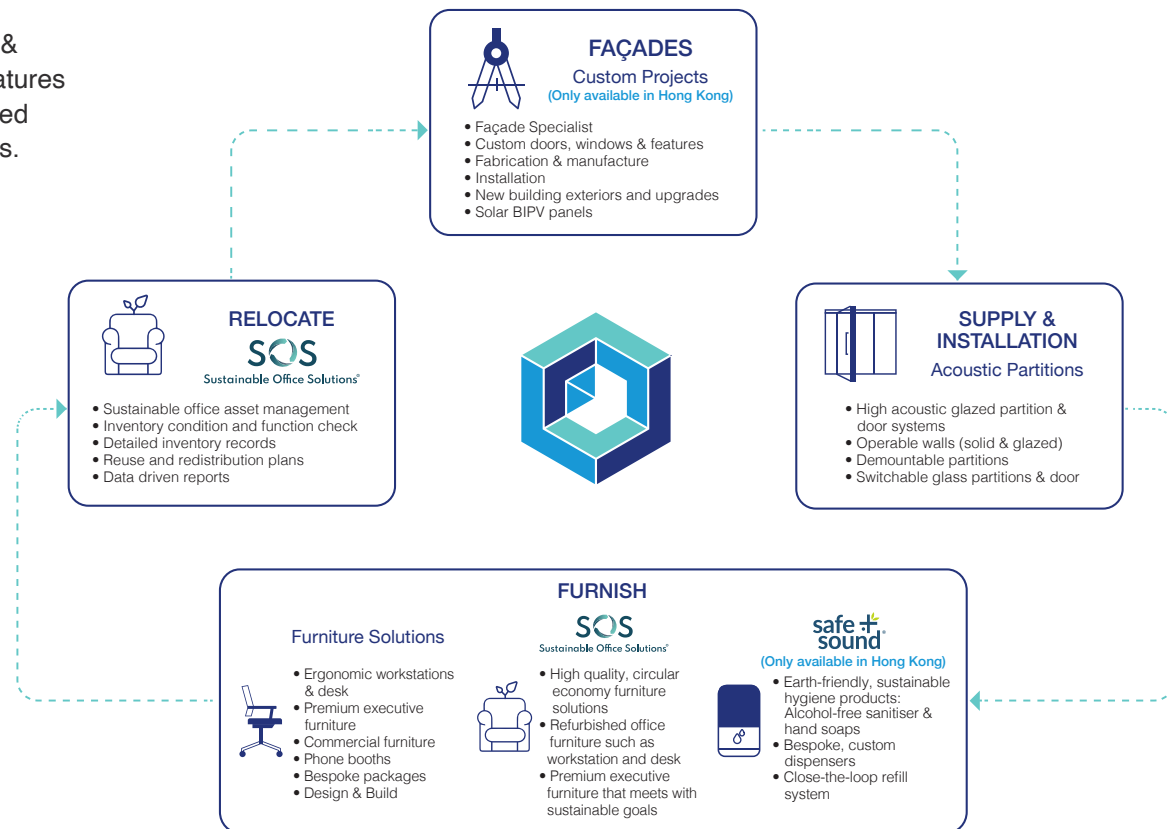 &
atures
ed
s.
FAÇADES
Custom Projects
(Only available in Hong Kong)
• Façade Specialist
• Custom doors, windows & features
• Fabrication & manufacture
• Installation
• New building exteriors and upgrades
• Solar BIPV panels
RELOCATE
SOS
Sustainable Office Solutions®
• Sustainable office asset management
• Inventory condition and function check
• Detailed inventory records
• Reuse and redistribution plans
• Data driven reports
SUPPLY &
INSTALLATION
Acoustic Partitions
• High acoustic glazed partition &
door systems
• Operable walls (solid & glazed)
• Demountable partitions
• Switchable glass partitions & door
FURNISH
Furniture Solutions
• Ergonomic workstations
& desk
• Premium executive
furniture
• Commercial furniture
• Phone booths
• Bespoke packages
• Design & Build
SOS
Sustainable Office Solutions®
• High quality, circular
economy furniture
solutions
• Refurbished office
furniture such as
workstation and desk
• Premium executive
furniture that meets with
sustainable goals
safe +
sound®
(Only available in Hong Kong)
• Earth-friendly, sustainable
hygiene products:
Alcohol-free sanitiser &
hand soaps
• Bespoke, custom
dispensers
• Close-the-loop refill
system